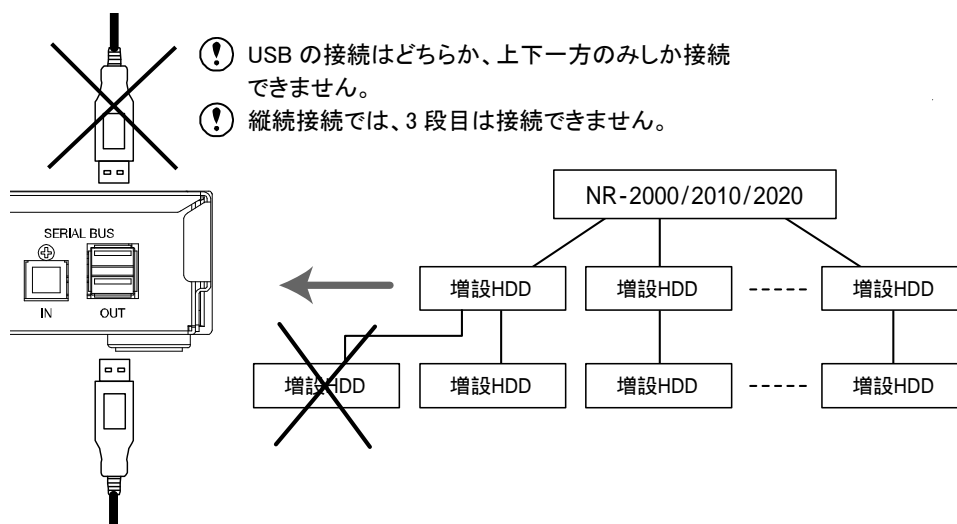 USB の接続はどちらか、上下一方のみしか接続
できません。
縦続接続では、3 段目は接続できません。
NR-2000/2010/2020
SERIAL BUS
IN
OUT
増設HDD
増設HDD
増設HDD
増設HDD
増設HDD
増設HDD
増設HDD